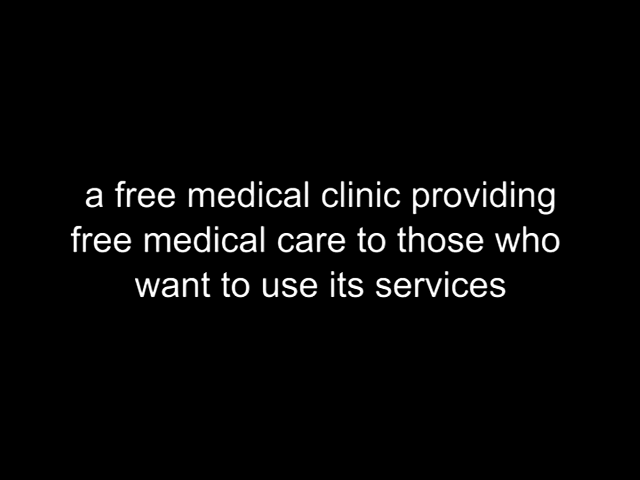 a free medical clinic providing
free medical care to those who
want to use its services